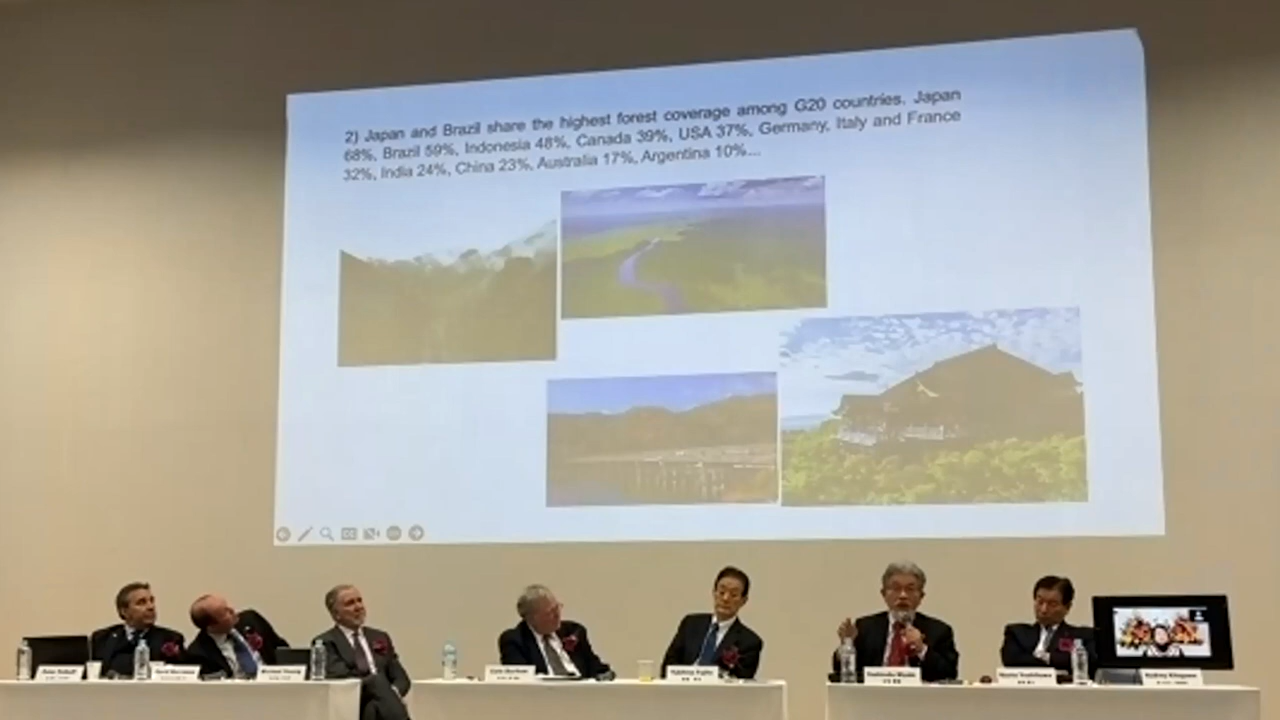 2) Japan and Brazil share the highest forest coverage among G20 countries. Japan
68%, Brazil 59%, Indonesia 48%, Canada 39%, USA 37%, Germany, Italy and France
32%, India 24%, China 23%, Australia 17%, Argentina 10%...